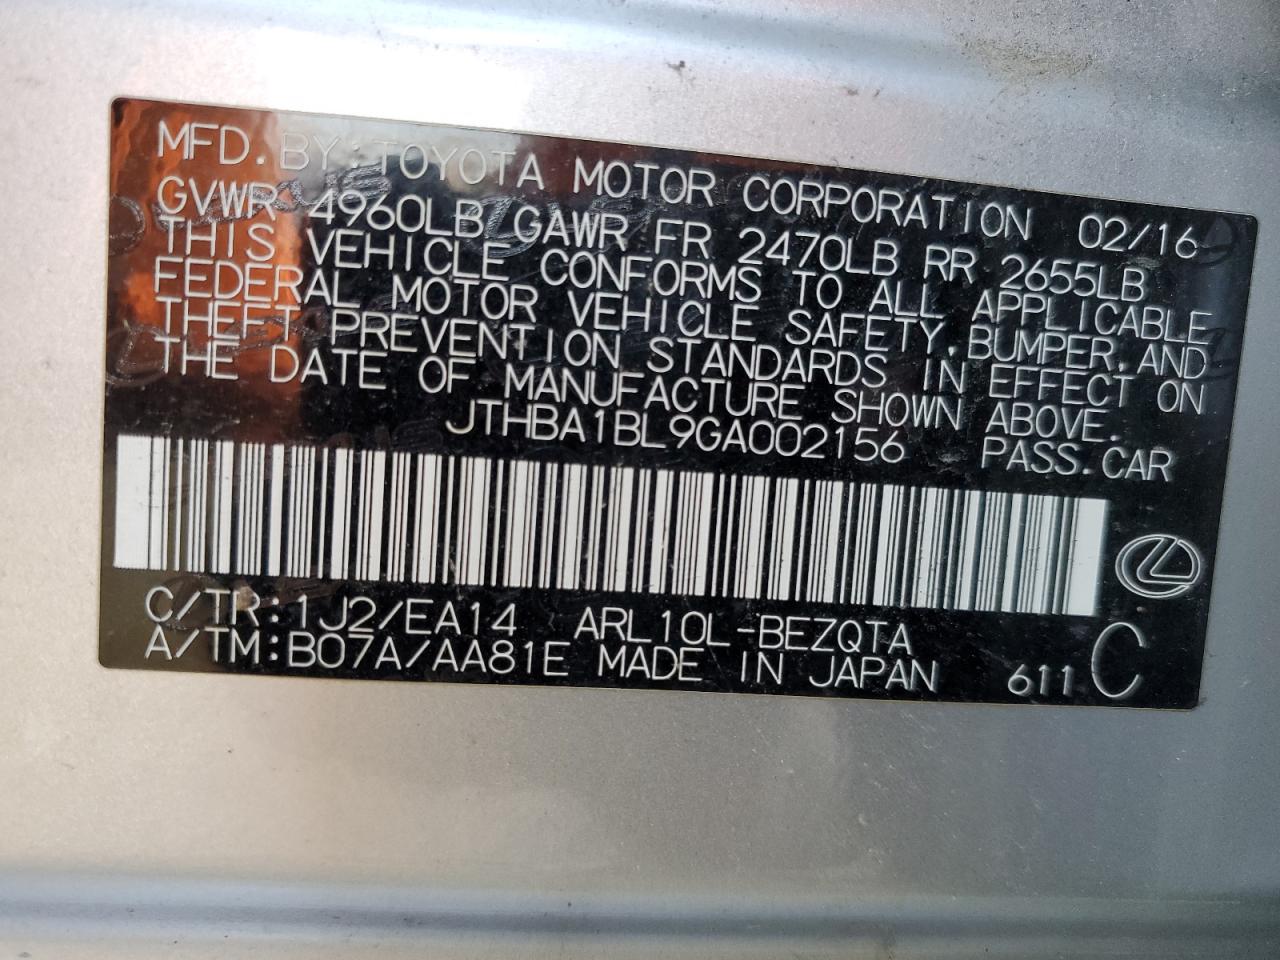 MFD. BY: TOYOTA MOTOR CORPORATION 02/16
GVWR 4960LB GAWR FR 2470LB RR 2655LB
THIS VEHICLE CONFORMS TO ALL APPLICABLE
FEDERAL MOTOR VEHICLE SAFETY, BUMPER, AND
THEFT PREVENTION STANDARDS IN EFFECT ON
THE DATE OF MANUFACTURE SHOWN ABOVE.
JTHBA1BL9GA002156 PASS. CAR
C/TR: 1J2/EA14 ARL10L-BEZQTA
A/TM: B07A/AA81E MADE IN JAPAN 611 C